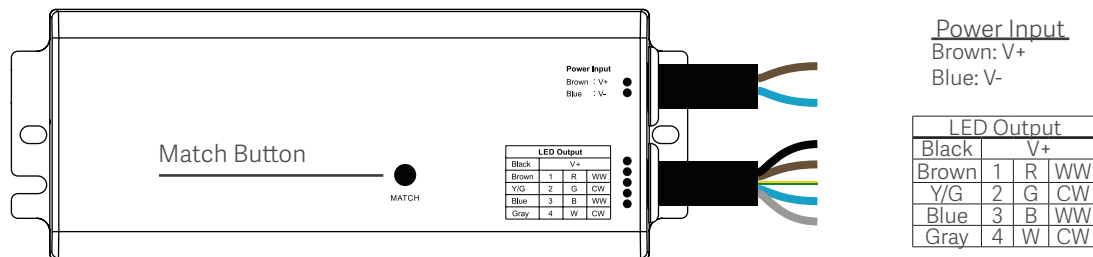 Power Input
Brown : V+
Blue : V-
Match Button
MATCH
LED Output
Black V+
Brown 1 R WW
Y/G 2 G CW
Blue 3 B WW
Gray 4 W CW
Power Input
Brown: V+
Blue: V-
LED Output
Black V+
Brown 1 R WW
Y/G 2 G CW
Blue 3 B WW
Gray 4 W CW